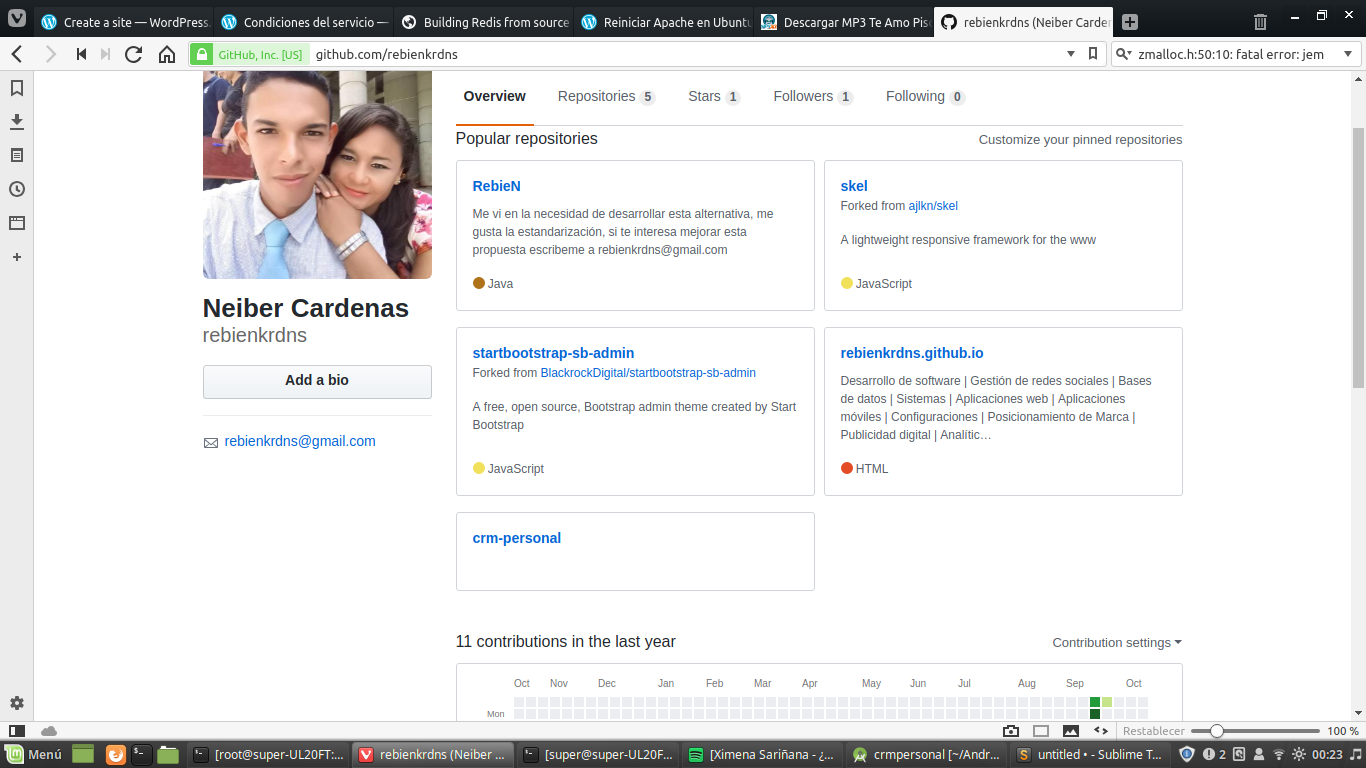 Create a site — WordPress.
Condiciones del servicio —
Building Redis from source
Reiniciar Apache en Ubuntu
Descargar MP3 Te Amo Piso
rebienkrdns (Neiber Carden
GitHub, Inc. [US]
github.com/rebienkrdns
zmalloc.h:50:10: fatal error: jem
Overview
Repositories 5
Stars 1
Followers 1
Following 0
Popular repositories
Customize your pinned repositories
RebieN
Me vi en la necesidad de desarrollar esta alternativa, me
gusta la estandarización, si te interesa mejorar esta
propuesta escribeme a rebienkrdns@gmail.com
Java
skel
Forked from ajlkn/skel
A lightweight responsive framework for the www
JavaScript
Neiber Cardenas
rebienkrdns
Add a bio
rebienkrdns@gmail.com
startbootstrap-sb-admin
Forked from BlackrockDigital/startbootstrap-sb-admin
A free, open source, Bootstrap admin theme created by Start
Bootstrap
JavaScript
rebienkrdns.github.io
Desarrollo de software | Gestión de redes sociales | Bases
de datos | Sistemas | Aplicaciones web | Aplicaciones
móviles | Configuraciones | Posicionamiento de Marca |
Publicidad digital | Analític…
HTML
crm-personal
11 contributions in the last year
Contribution settings
Oct Nov Dec Jan Feb Mar Apr May Jun Jul Aug Sep Oct
Mon
Restablecer
100 %
Menú
[root@super-UL20FT:...
rebienkrdns (Neiber ...
[super@super-UL20F...
[Ximena Sariñana - ¿...
crmpersonal [~/Andr...
untitled • - Sublime T...
2
00:23